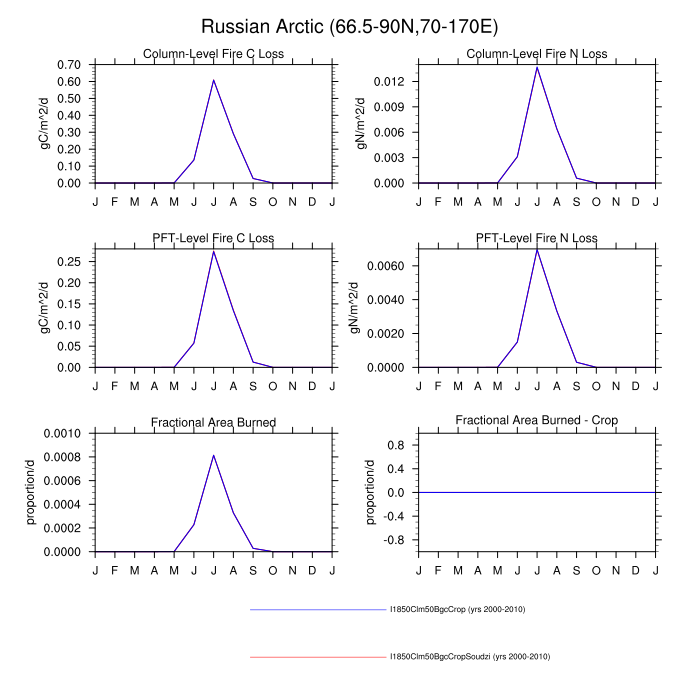 Russian Arctic (66.5-90N,70-170E)
Column-Level Fire C Loss
gC/m^2/d
0.70
0.60
0.50
0.40
0.30
0.20
0.10
0.00
J F M A M J J A S O N D J
Column-Level Fire N Loss
gN/m^2/d
0.012
0.009
0.006
0.003
0.000
J F M A M J J A S O N D J
PFT-Level Fire C Loss
gC/m^2/d
0.25
0.20
0.15
0.10
0.05
0.00
J F M A M J J A S O N D J
PFT-Level Fire N Loss
gN/m^2/d
0.0060
0.0040
0.0020
0.0000
J F M A M J J A S O N D J
Fractional Area Burned
proportion/d
0.0010
0.0008
0.0006
0.0004
0.0002
0.0000
J F M A M J J A S O N D J
Fractional Area Burned - Crop
proportion/d
0.8
0.4
0.0
-0.4
-0.8
J F M A M J J A S O N D J
I1850Clm50BgcCrop (yrs 2000-2010)
I1850Clm50BgcCropSoudzi (yrs 2000-2010)